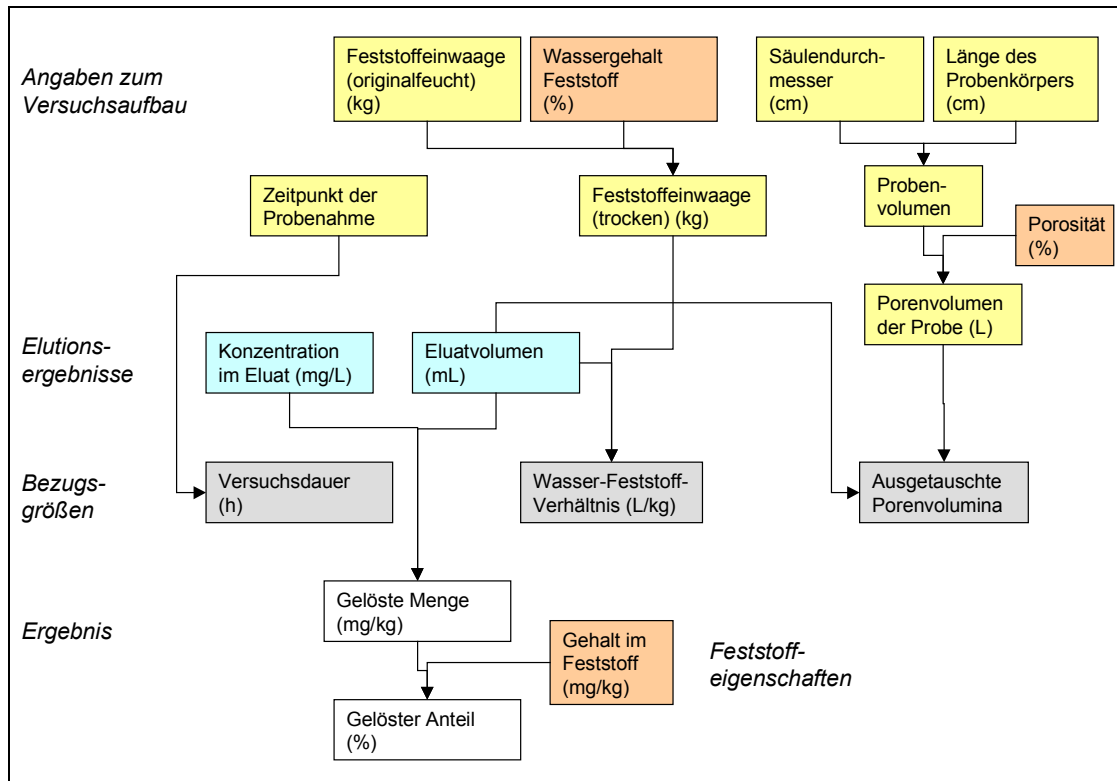 Angaben zum
Versuchsaufbau
Feststoffeinwaage
(originalfeucht)
(kg)
Wassergehalt
Feststoff
(%)
Säulendurch-
messer
(cm)
Länge des
Probenkörpers
(cm)
Zeitpunkt der
Probenahme
Feststoffeinwaage
(trocken) (kg)
Proben-
volumen
Porosität
(%)
Porenvolumen
der Probe (L)
Elutions-
ergebnisse
Konzentration
im Eluat (mg/L)
Eluatvolumen
(mL)
Bezugs-
größen
Versuchsdauer
(h)
Wasser-Feststoff-
Verhältnis (L/kg)
Ausgetauschte
Porenvolumina
Ergebnis
Gelöste Menge
(mg/kg)
Gehalt im
Feststoff
(mg/kg)
Feststoff-
eigenschaften
Gelöster Anteil
(%)